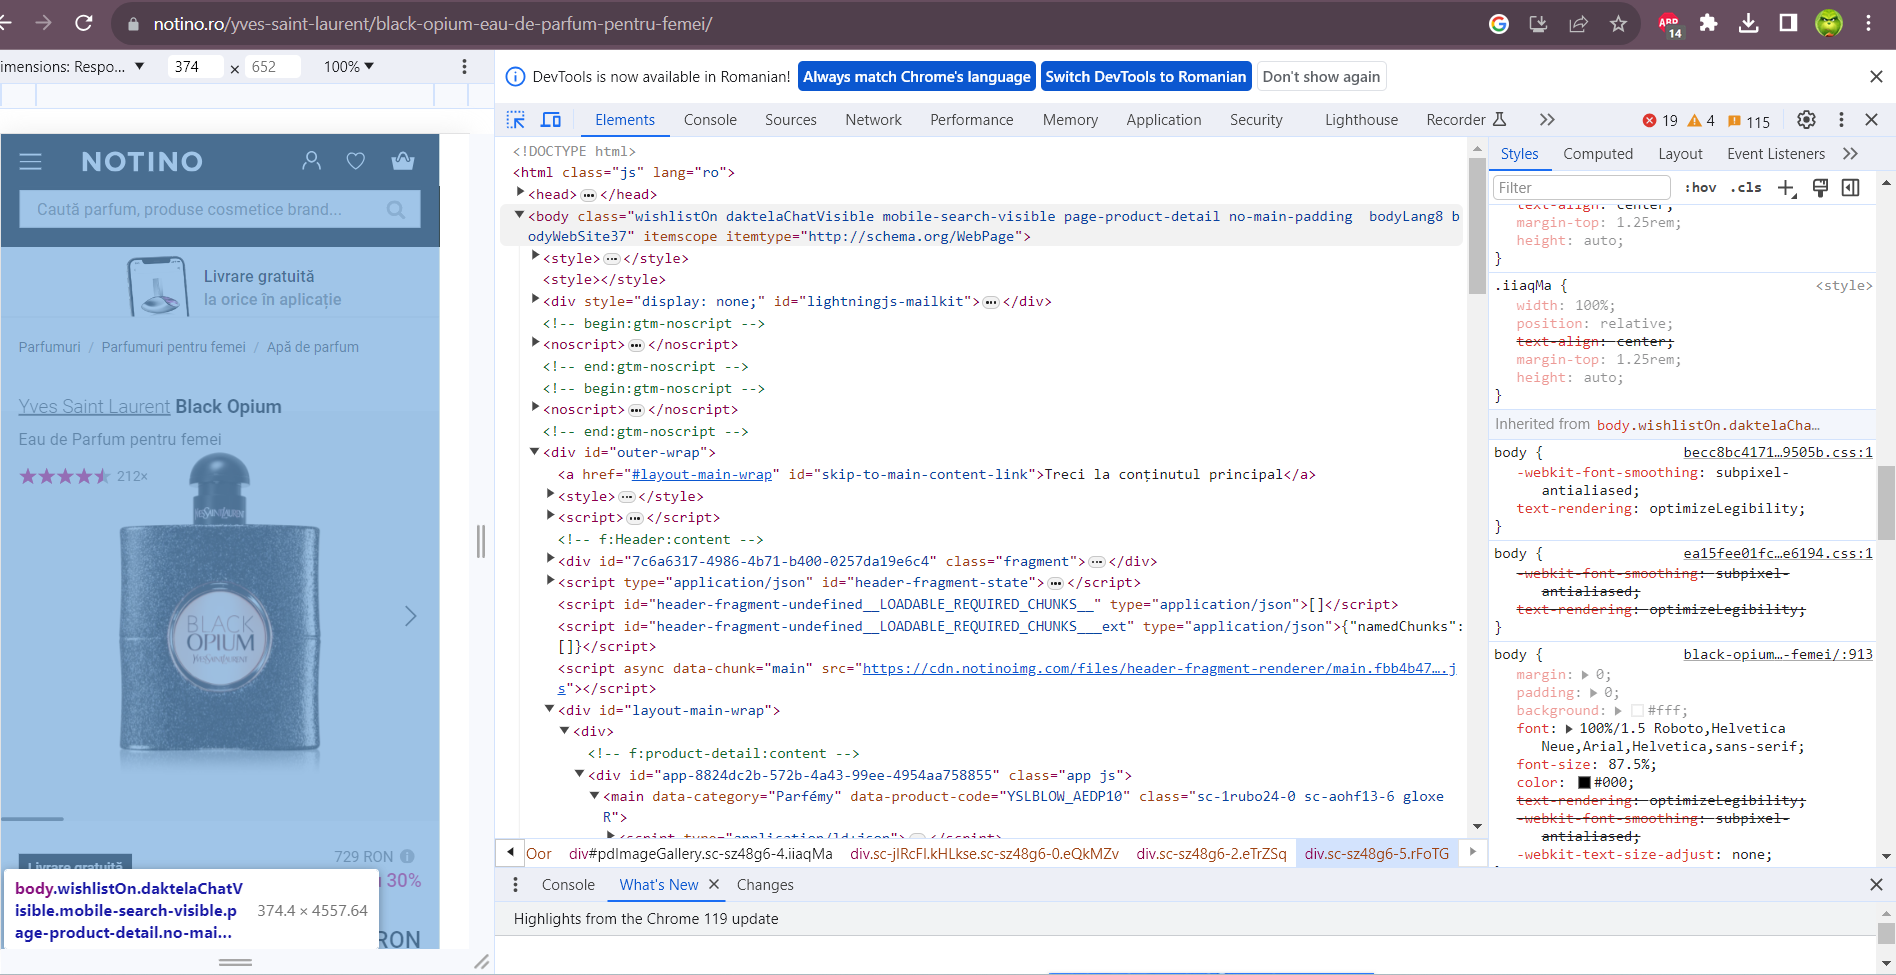 notino.ro/yves-saint-laurent/black-opium-eau-de-parfum-pentru-femei/
ABP
14
imensions: Respo... 374 × 652 100%
DevTools is now available in Romanian! Always match Chrome's language Switch DevTools to Romanian Don't show again
Elements Console Sources Network Performance Memory Application Security Lighthouse Recorder 19 4 115
NOTINO
Caută parfum, produse cosmetice brand...
Livrare gratuită
la orice în aplicație
Parfumuri / Parfumuri pentru femei / Apă de parfum
Yves Saint Laurent Black Opium
Eau de Parfum pentru femei
212×
YVES SAINT LAURENT
BLACK
OPIUM
YVES SAINT LAURENT
729 RON
Livrare gratuită
30%
RON
body.wishlistOn.daktelaChatV
isible.mobile-search-visible.p
age-product-detail.no-mai...
374.4 × 4557.64
<!DOCTYPE html>
<html class="js" lang="ro">
<head> ••• </head>
<body class="wishlistOn daktelaChatVisible mobile-search-visible page-product-detail no-main-padding  bodyLang8 b
odyWebSite37" itemscope itemtype="http://schema.org/WebPage">
<style> ••• </style>
<style></style>
<div style="display: none;" id="lightningjs-mailkit"> ••• </div>
<!-- begin:gtm-noscript -->
<noscript> ••• </noscript>
<!-- end:gtm-noscript -->
<!-- begin:gtm-noscript -->
<noscript> ••• </noscript>
<!-- end:gtm-noscript -->
<div id="outer-wrap">
<a href="#layout-main-wrap" id="skip-to-main-content-link">Treci la conținutul principal</a>
<style> ••• </style>
<script> ••• </script>
<!-- f:Header:content -->
<div id="7c6a6317-4986-4b71-b400-0257da19e6c4" class="fragment"> ••• </div>
<script type="application/json" id="header-fragment-state"> ••• </script>
<script id="header-fragment-undefined__LOADABLE_REQUIRED_CHUNKS__" type="application/json">[]</script>
<script id="header-fragment-undefined__LOADABLE_REQUIRED_CHUNKS___ext" type="application/json">{"namedChunks":
[]}</script>
<script async data-chunk="main" src="https://cdn.notinoimg.com/files/header-fragment-renderer/main.fbb4b47….j
s"></script>
<div id="layout-main-wrap">
<div>
<!-- f:product-detail:content -->
<div id="app-8824dc2b-572b-4a43-99ee-4954aa758855" class="app js">
<main data-category="Parfémy" data-product-code="YSLBLOW_AEDP10" class="sc-1rubo24-0 sc-aohf13-6 gloxe
R">
<script type="application/ld+json"> ••• </script>
Oor div#pdImageGallery.sc-sz48g6-4.iiaqMa div.sc-jIRcFI.kHLkse.sc-sz48g6-0.eQkMZv div.sc-sz48g6-2.eTrZSq div.sc-sz48g6-5.rFoTG
Console What's New Changes
Highlights from the Chrome 119 update
Styles Computed Layout Event Listeners
Filter :hov .cls
text-align: center;
margin-top: 1.25rem;
height: auto;
}
.iiaqMa { <style>
width: 100%;
position: relative;
text-align: center;
margin-top: 1.25rem;
height: auto;
}
Inherited from body.wishlistOn.daktelaCha…
body { becc8bc4171…9505b.css:1
-webkit-font-smoothing: subpixel-
antialiased;
text-rendering: optimizeLegibility;
}
body { ea15fee01fc…e6194.css:1
-webkit-font-smoothing: subpixel-
antialiased;
text-rendering: optimizeLegibility;
}
body { black-opium…-femei/:913
margin: 0;
padding: 0;
background: #fff;
font: 100%/1.5 Roboto,Helvetica
Neue,Arial,Helvetica,sans-serif;
font-size: 87.5%;
color: #000;
text-rendering: optimizeLegibility;
-webkit-font-smoothing: subpixel-
antialiased;
-webkit-text-size-adjust: none;